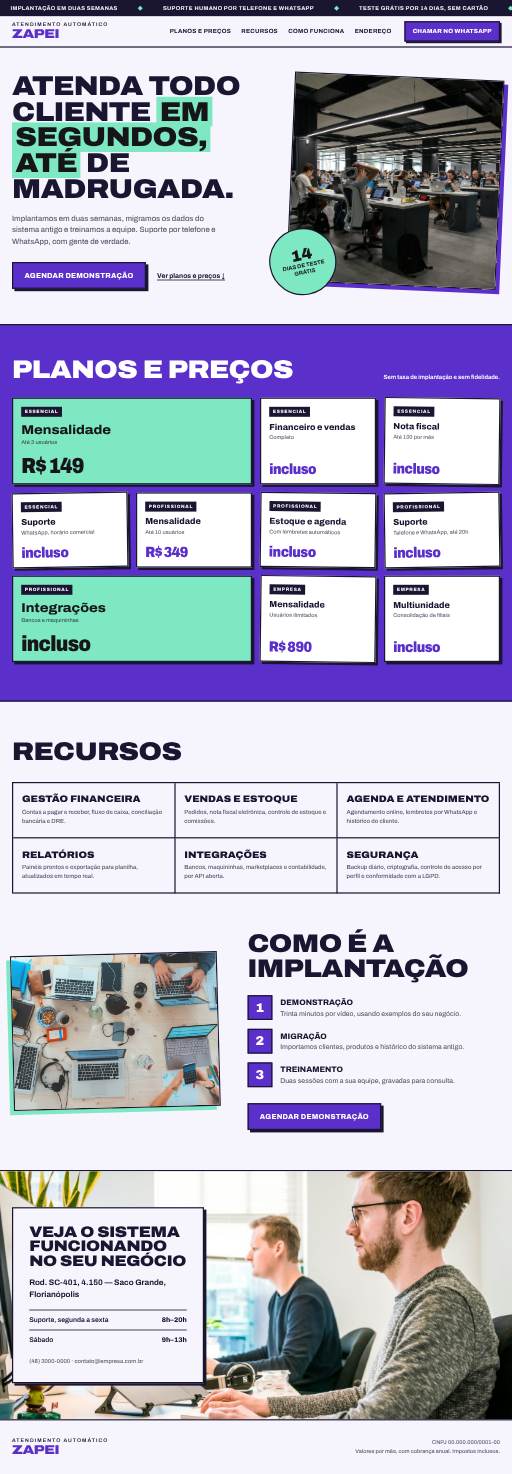 IMPLANTAÇÃO EM DUAS SEMANAS ◆ SUPORTE HUMANO POR TELEFONE E WHATSAPP ◆ TESTE GRÁTIS POR 14 DIAS, SEM CARTÃO ◆
ATENDIMENTO AUTOMÁTICO
ZAPEI
PLANOS E PREÇOS RECURSOS COMO FUNCIONA ENDEREÇO CHAMAR NO WHATSAPP
ATENDA TODO
CLIENTE EM
SEGUNDOS,
ATÉ DE
MADRUGADA.
Implantamos em duas semanas, migramos os dados do
sistema antigo e treinamos a equipe. Suporte por telefone e
WhatsApp, com gente de verdade.
AGENDAR DEMONSTRAÇÃO Ver planos e preços ↓
14
DIAS DE TESTE
GRÁTIS
PLANOS E PREÇOS
Sem taxa de implantação e sem fidelidade.
ESSENCIAL
Mensalidade
Até 3 usuários
R$ 149
ESSENCIAL
Financeiro e vendas
Completo
incluso
ESSENCIAL
Nota fiscal
Até 100 por mês
incluso
ESSENCIAL
Suporte
WhatsApp, horário comercial
incluso
PROFISSIONAL
Mensalidade
Até 10 usuários
R$ 349
PROFISSIONAL
Estoque e agenda
Com lembretes automáticos
incluso
PROFISSIONAL
Suporte
Telefone e WhatsApp, até 20h
incluso
PROFISSIONAL
Integrações
Bancos e maquininhas
incluso
EMPRESA
Mensalidade
Usuários ilimitados
R$ 890
EMPRESA
Multiunidade
Consolidação de filiais
incluso
RECURSOS
GESTÃO FINANCEIRA
Contas a pagar e receber, fluxo de caixa, conciliação
bancária e DRE.
VENDAS E ESTOQUE
Pedidos, nota fiscal eletrônica, controle de estoque e
comissões.
AGENDA E ATENDIMENTO
Agendamento online, lembretes por WhatsApp e
histórico do cliente.
RELATÓRIOS
Painéis prontos e exportação para planilha,
atualizados em tempo real.
INTEGRAÇÕES
Bancos, maquininhas, marketplaces e contabilidade,
por API aberta.
SEGURANÇA
Backup diário, criptografia, controle de acesso por
perfil e conformidade com a LGPD.
COMO É A
IMPLANTAÇÃO
1 DEMONSTRAÇÃO
Trinta minutos por vídeo, usando exemplos do seu negócio.
2 MIGRAÇÃO
Importamos clientes, produtos e histórico do sistema antigo.
3 TREINAMENTO
Duas sessões com a sua equipe, gravadas para consulta.
AGENDAR DEMONSTRAÇÃO
VEJA O SISTEMA
FUNCIONANDO
NO SEU NEGÓCIO
Rod. SC-401, 4.150 — Saco Grande,
Florianópolis
Suporte, segunda a sexta 8h–20h
Sábado 9h–13h
(48) 3000-0000 · contato@empresa.com.br
ATENDIMENTO AUTOMÁTICO
ZAPEI
CNPJ 00.000.000/0001-00
Valores por mês, com cobrança anual. Impostos inclusos.